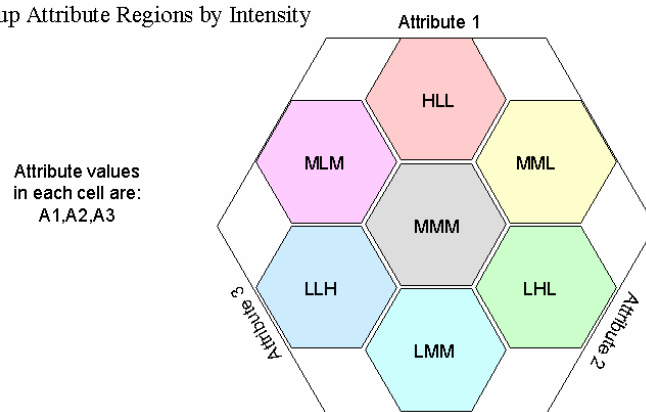 up Attribute Regions by Intensity
Attribute 1
HLL
MLM
MML
Attribute values
in each cell are:
A1,A2,A3
MMM
LLH
LHL
Attribute 3
Attribute 2
LMM